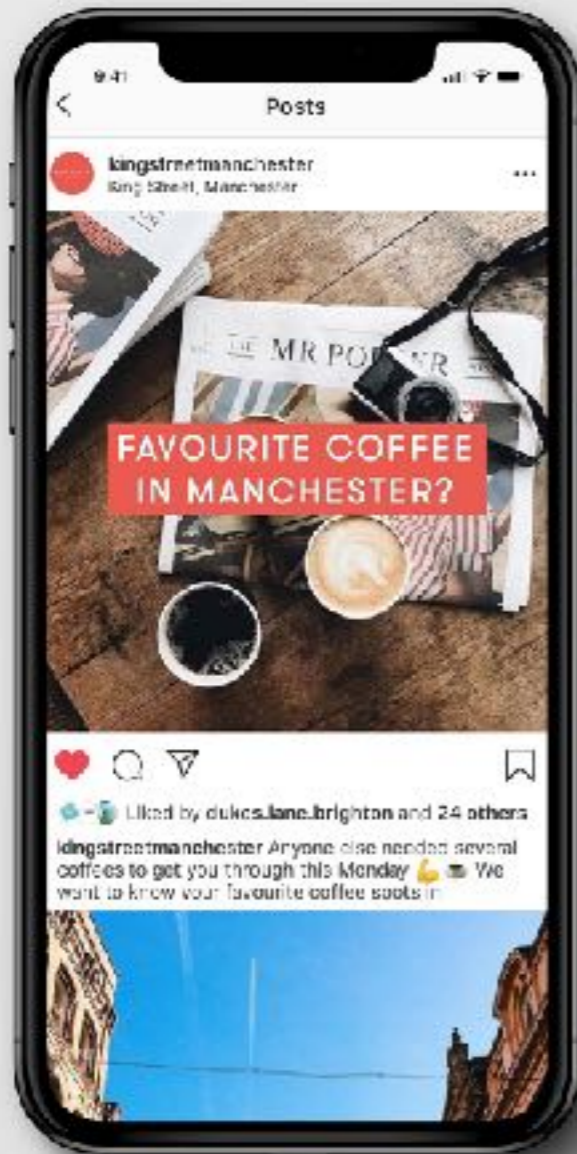 9:41
Posts
kingstreetmanchester
King Street, Manchester
MR PORTER
FAVOURITE COFFEE
IN MANCHESTER?
Liked by dukes.lane.brighton and 24 others
kingstreetmanchester Anyone else needed several
coffees to get you through this Monday 💪 ☕ We
want to know your favourite coffee spots in